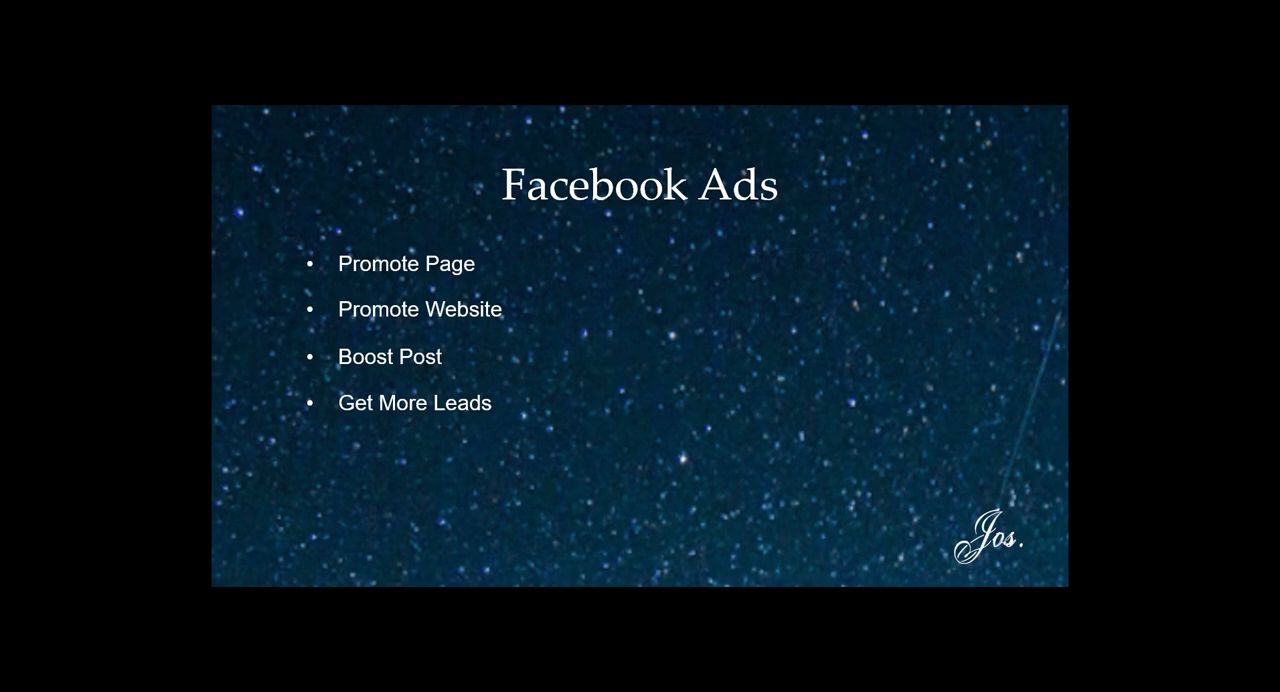 Facebook Ads
• Promote Page
• Promote Website
• Boost Post
• Get More Leads
Jos.